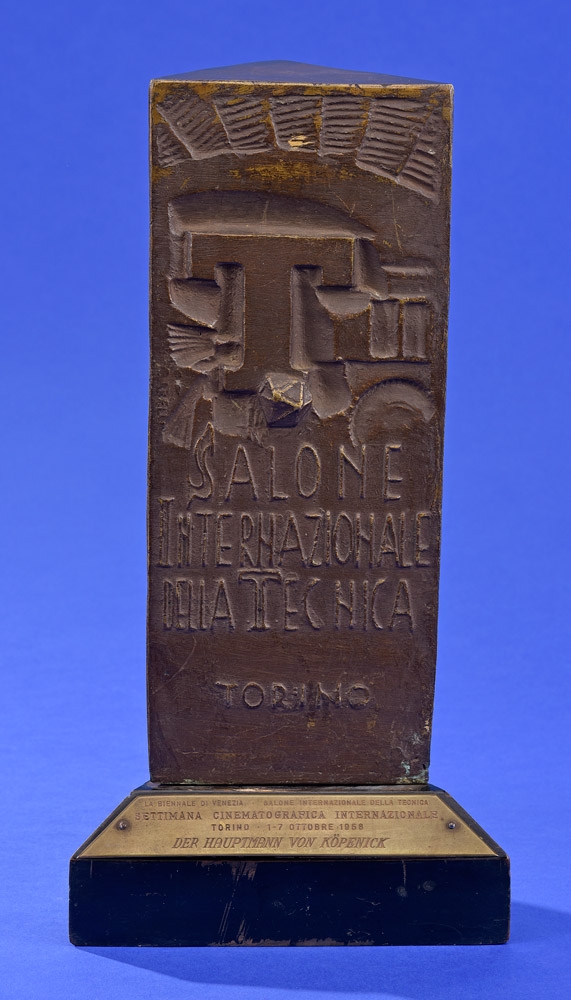 SALONE
INTERNAZIONALE
DELLA TECNICA
TORINO
LA BIENNALE DI VENEZIA SALONE INTERNAZIONALE DELLA TECNICA
SETTIMANA CINEMATOGRAFICA INTERNAZIONALE
TORINO · 1-7 OTTOBRE 1956
DER HAUPTMANN VON KÖPENICK